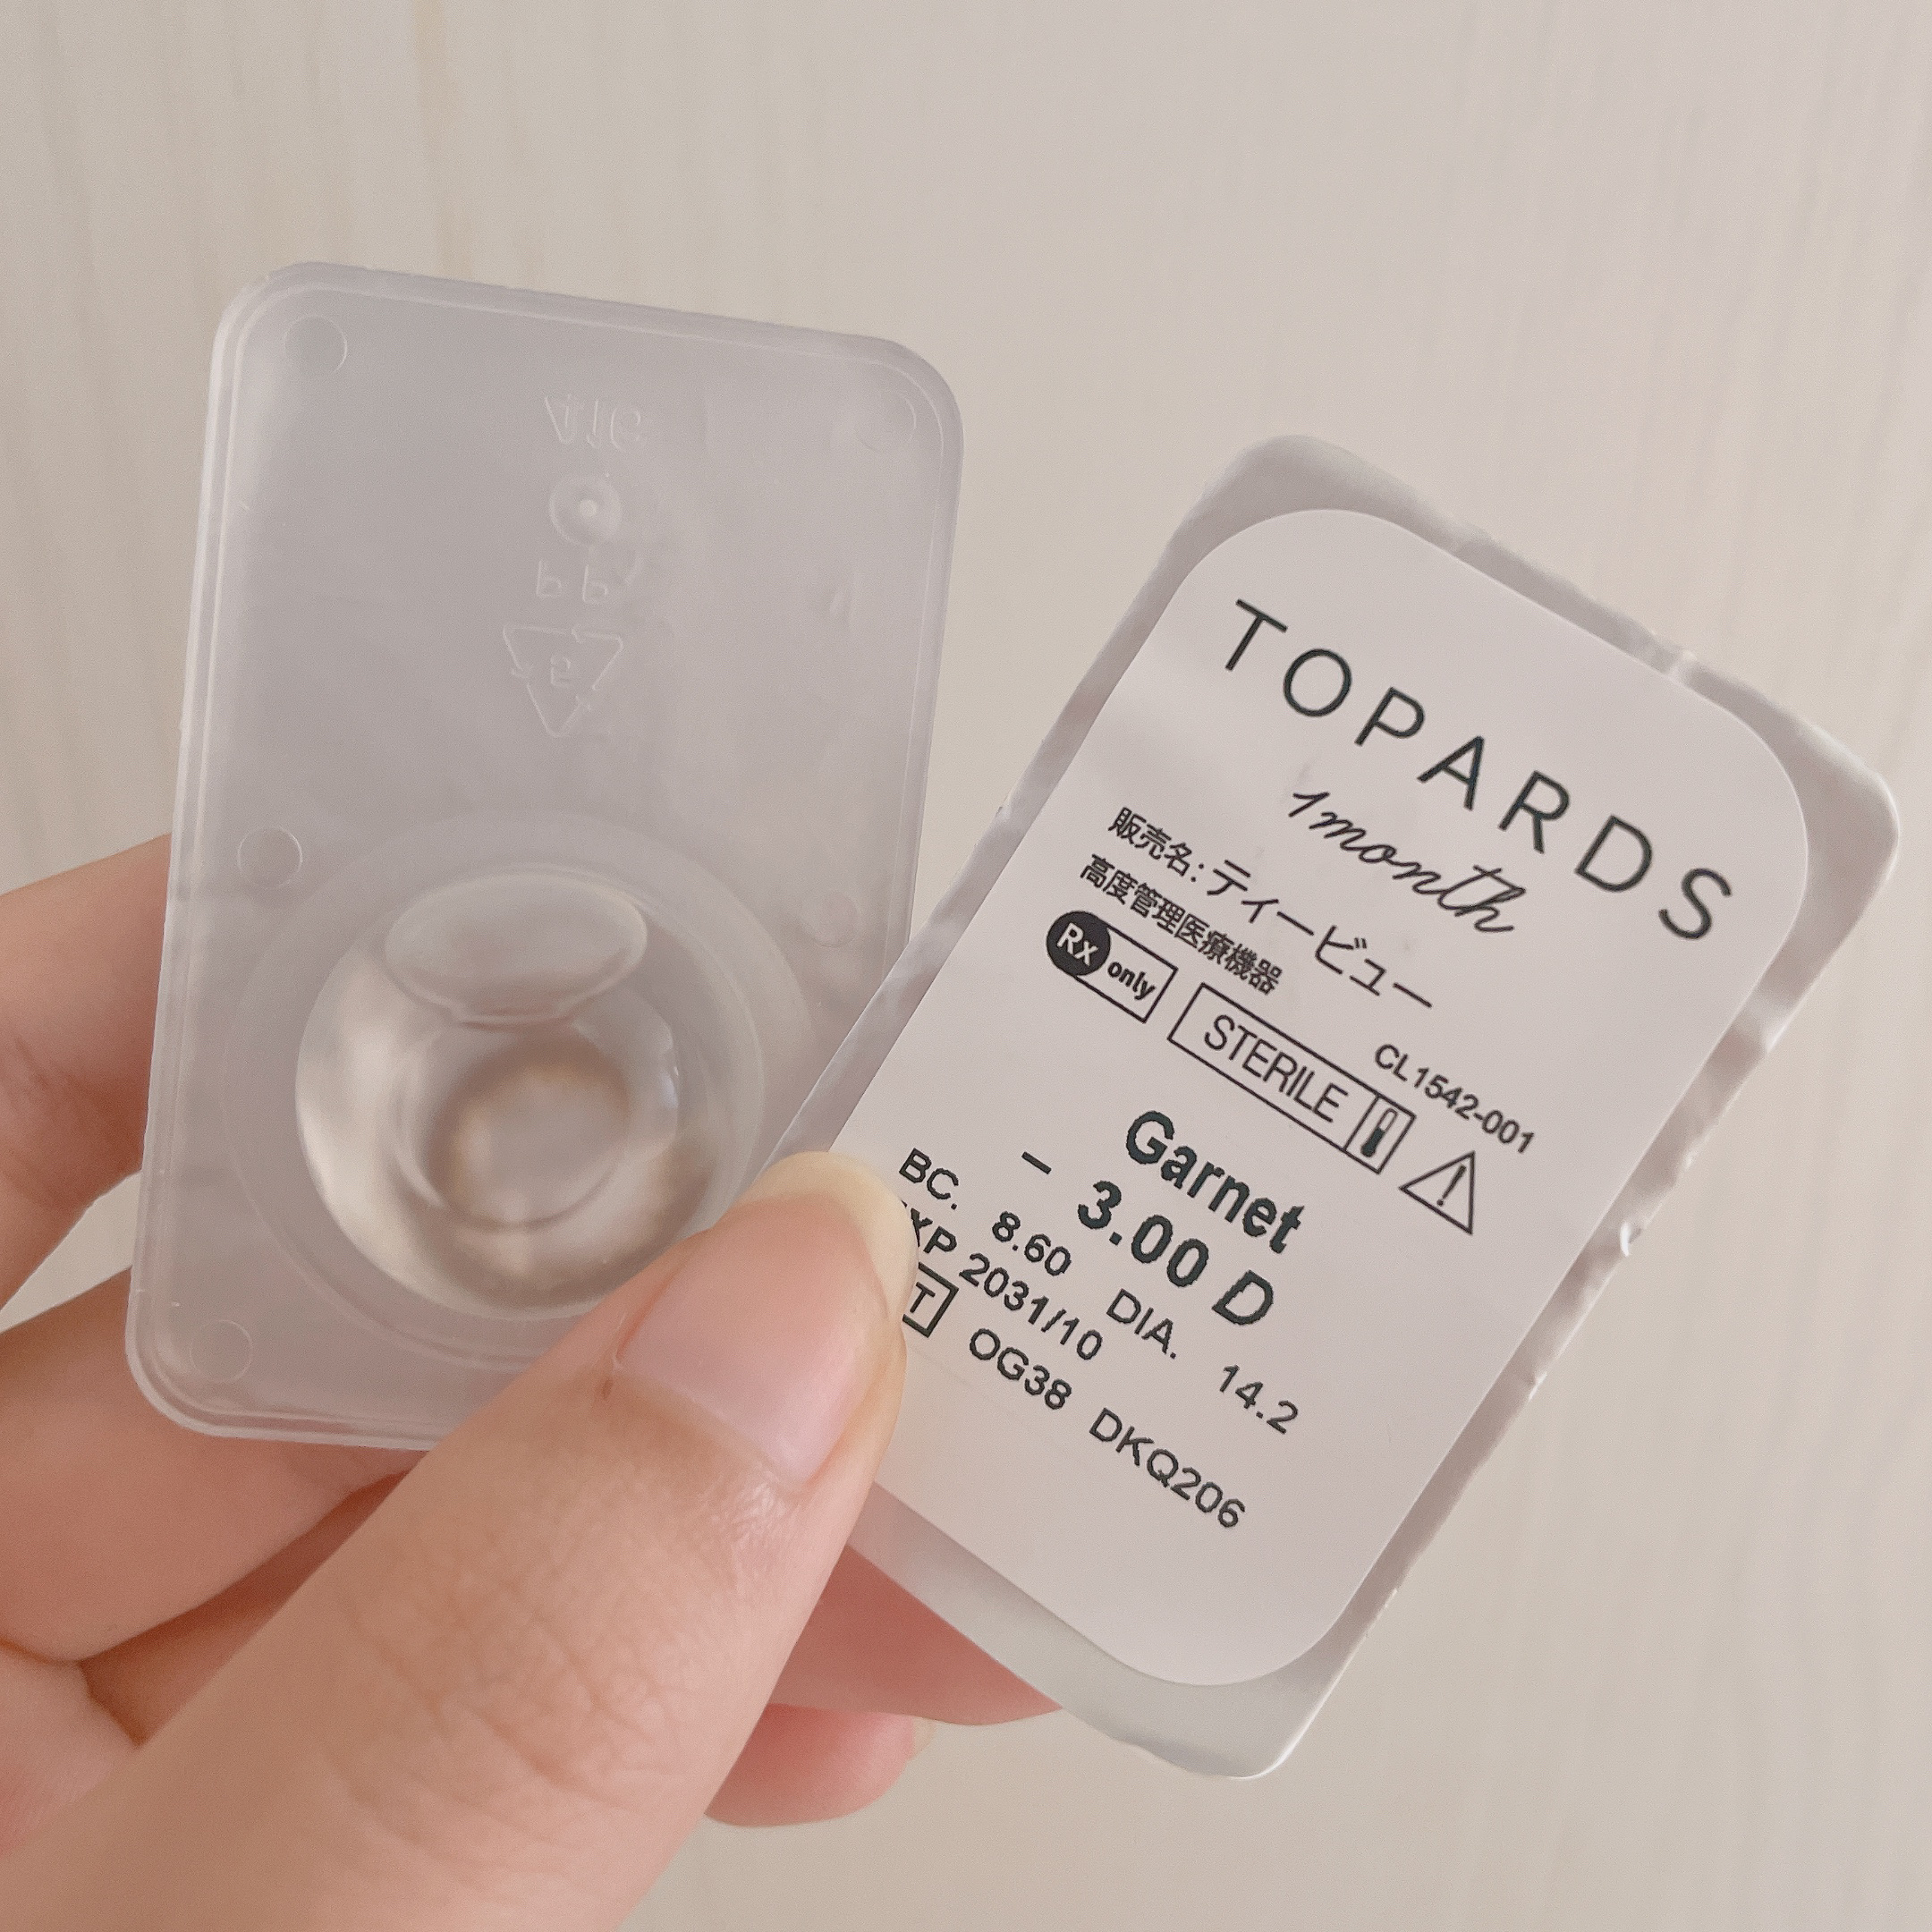 TOPARDS
1month
販売名: ティービュー
高度管理医療機器
CL1542-001
Rx only
STERILE
Garnet
- 3.00 D
BC. 8.60 DIA. 14.2
EXP 2031/10
OG38 DKQ206
PP